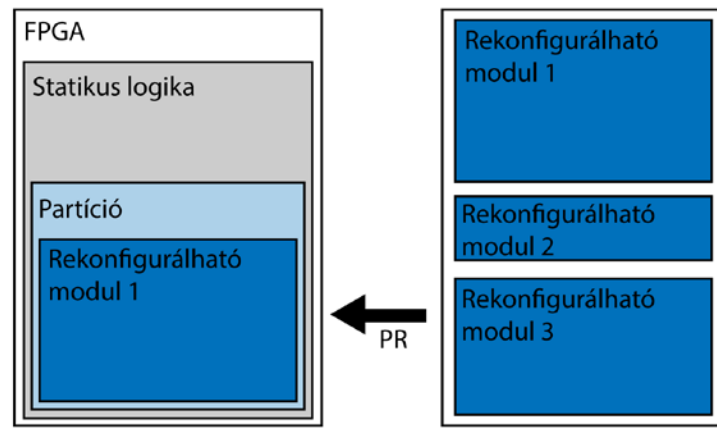 FPGA
Statikus logika
Partíció
Rekonfigurálható
modul 1
PR
Rekonfigurálható
modul 1
Rekonfigurálható
modul 2
Rekonfigurálható
modul 3